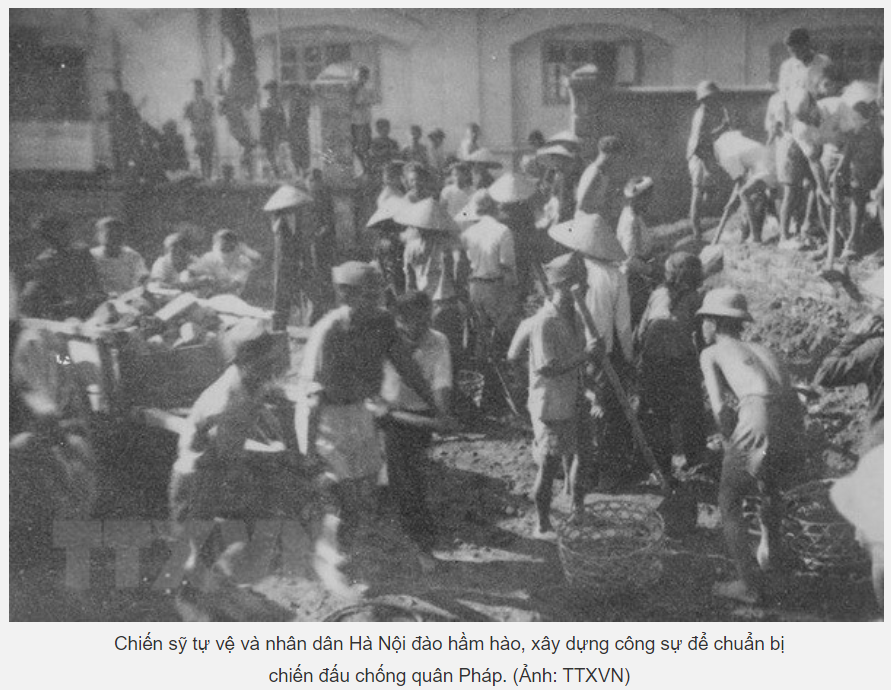 TTXVN
Chiến sỹ tự vệ và nhân dân Hà Nội đào hầm hào, xây dựng công sự để chuẩn bị
chiến đấu chống quân Pháp. (Ảnh: TTXVN)